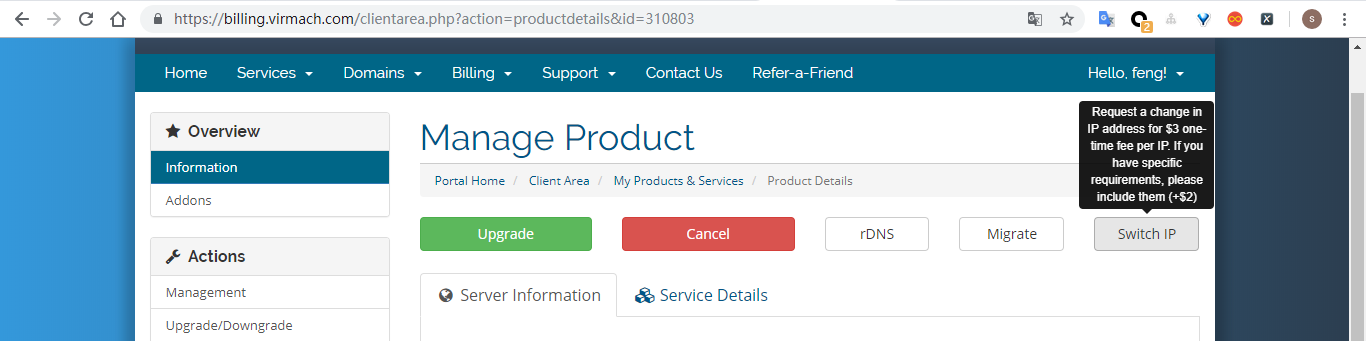 https://billing.virmach.com/clientarea.php?action=productdetails&id=310803
2
S
Home Services Domains Billing Support Contact Us Refer-a-Friend Hello, feng!
Request a change in
IP address for $3 one-
time fee per IP. If you
have specific
requirements, please
include them (+$2)
Overview
Information
Addons
Actions
Management
Upgrade/Downgrade
Manage Product
Portal Home / Client Area / My Products & Services / Product Details
Upgrade Cancel rDNS Migrate Switch IP
Server Information Service Details